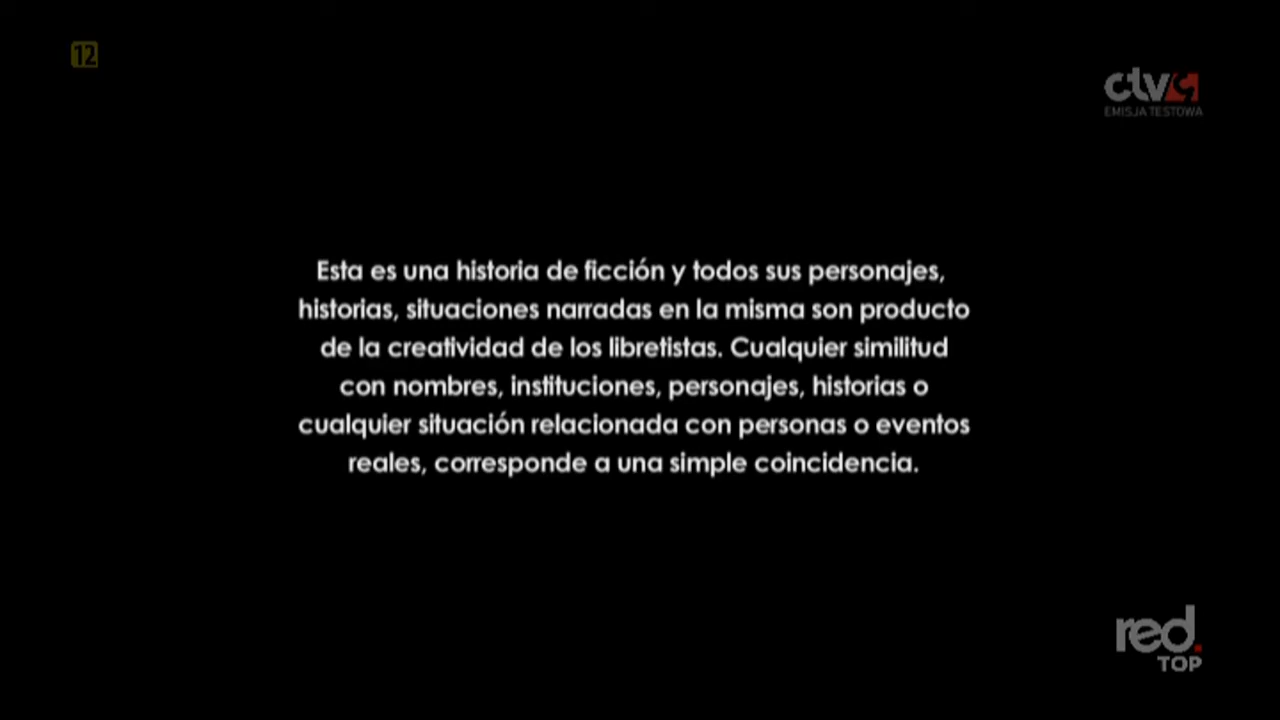 12
ctv9
EMISJA TESTOWA
Esta es una historia de ficción y todos sus personajes,
historias, situaciones narradas en la misma son producto
de la creatividad de los libretistas. Cualquier similitud
con nombres, instituciones, personajes, historias o
cualquier situación relacionada con personas o eventos
reales, corresponde a una simple coincidencia.
red.
TOP